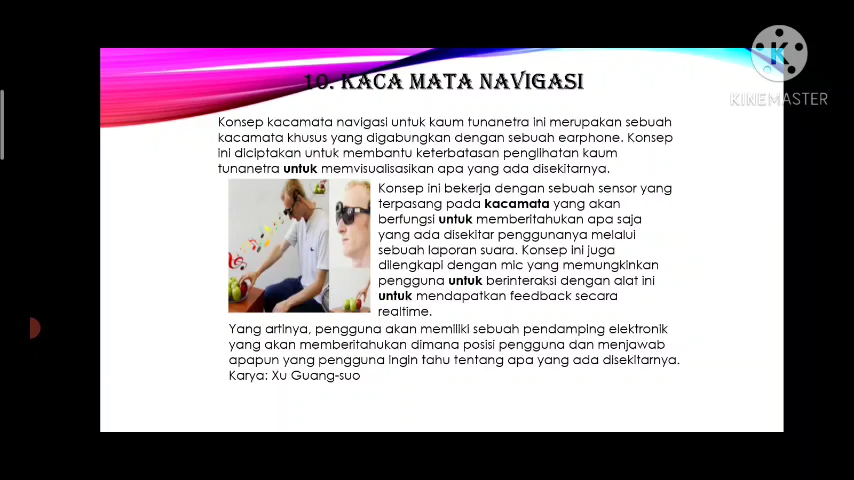 KINEMASTER
10. KACA MATA NAVIGASI
Konsep kacamata navigasi untuk kaum tunanetra ini merupakan sebuah
kacamata khusus yang digabungkan dengan sebuah earphone. Konsep
ini diciptakan untuk membantu keterbatasan penglihatan kaum
tunanetra untuk memvisualisasikan apa yang ada disekitarnya.
Konsep ini bekerja dengan sebuah sensor yang
terpasang pada kacamata yang akan
berfungsi untuk memberitahukan apa saja
yang ada disekitar penggunanya melalui
sebuah laporan suara. Konsep ini juga
dilengkapi dengan mic yang memungkinkan
pengguna untuk berinteraksi dengan alat ini
untuk mendapatkan feedback secara
realtime.
Yang artinya, pengguna akan memiliki sebuah pendamping elektronik
yang akan memberitahukan dimana posisi pengguna dan menjawab
apapun yang pengguna ingin tahu tentang apa yang ada disekitarnya.
Karya: Xu Guang-suo